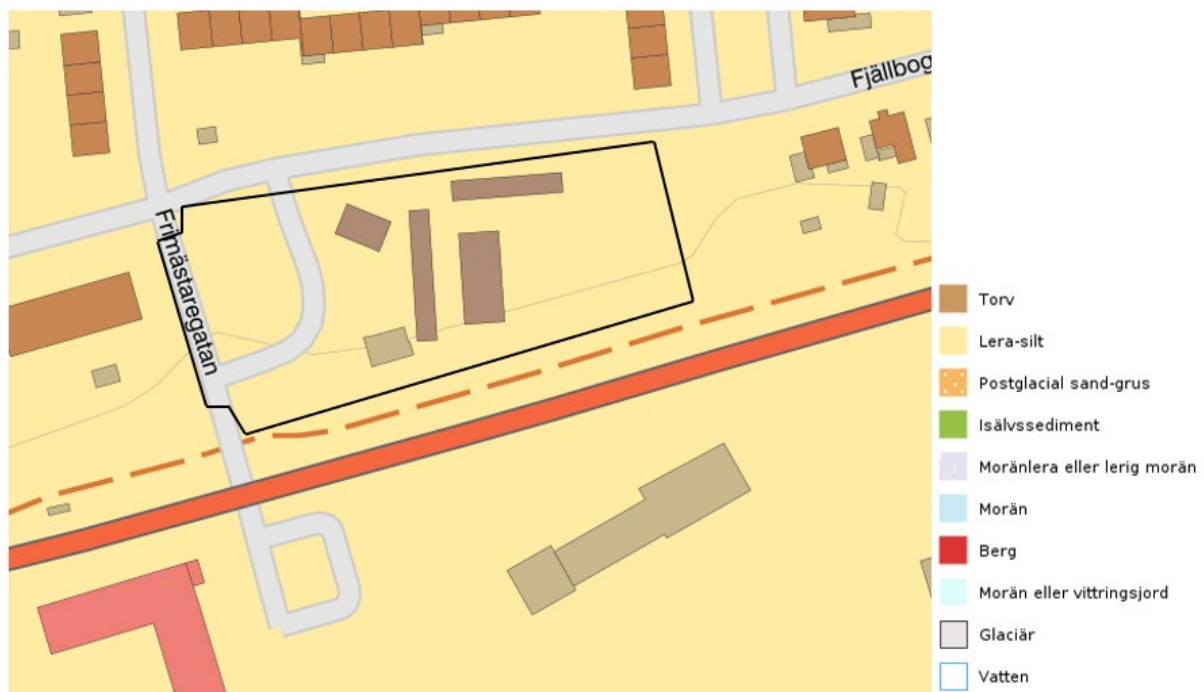 Fjällbog
Frimästaregatan
Torv
Lera-silt
Postglacial sand-grus
Isälvssediment
Moränlera eller lerig morän
Morän
Berg
Morän eller vittringsjord
Glaciär
Vatten